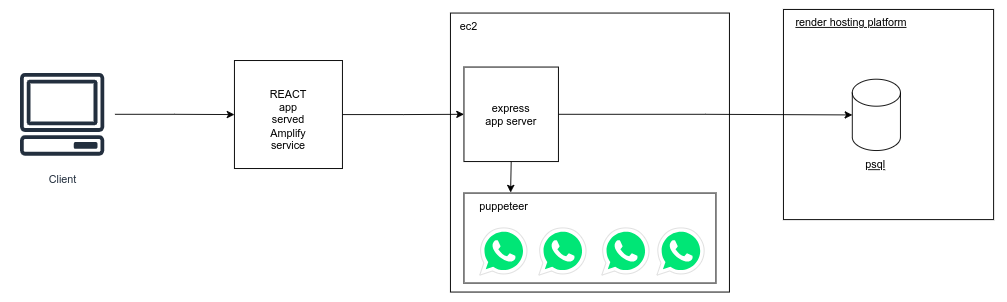 Client
REACT
app
served
Amplify
service
ec2
express
app server
puppeteer
render hosting platform
psql